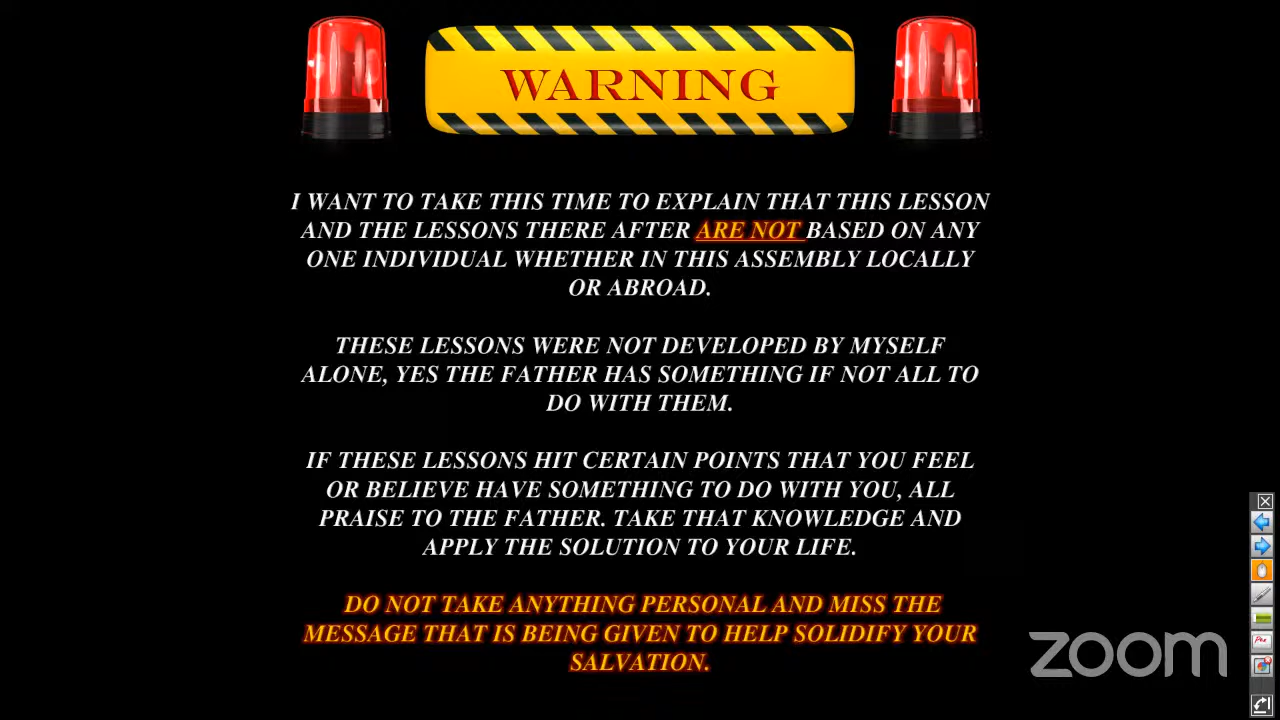 WARNING
I WANT TO TAKE THIS TIME TO EXPLAIN THAT THIS LESSON
AND THE LESSONS THERE AFTER ARE NOT BASED ON ANY
ONE INDIVIDUAL WHETHER IN THIS ASSEMBLY LOCALLY
OR ABROAD.
THESE LESSONS WERE NOT DEVELOPED BY MYSELF
ALONE, YES THE FATHER HAS SOMETHING IF NOT ALL TO
DO WITH THEM.
IF THESE LESSONS HIT CERTAIN POINTS THAT YOU FEEL
OR BELIEVE HAVE SOMETHING TO DO WITH YOU, ALL
PRAISE TO THE FATHER. TAKE THAT KNOWLEDGE AND
APPLY THE SOLUTION TO YOUR LIFE.
DO NOT TAKE ANYTHING PERSONAL AND MISS THE
MESSAGE THAT IS BEING GIVEN TO HELP SOLIDIFY YOUR
SALVATION.
zoom
Pen